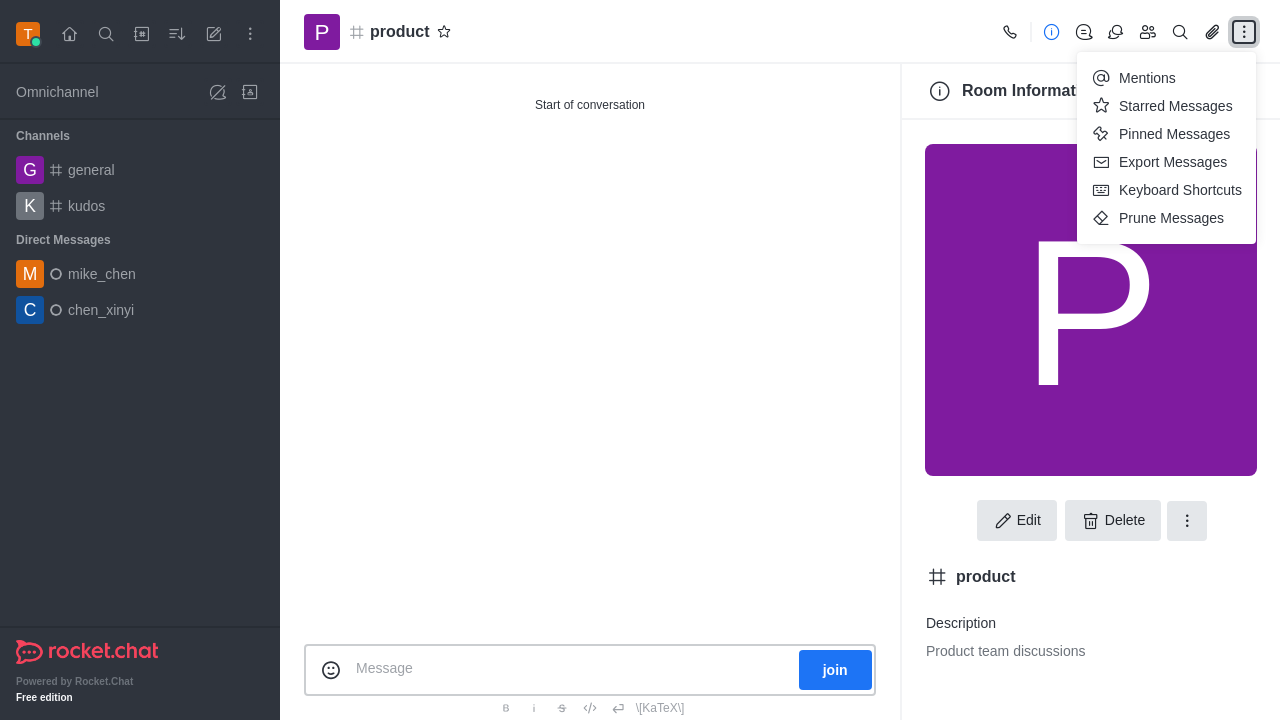 T
Omnichannel
Channels
G general
K kudos
Direct Messages
M mike_chen
C chen_xinyi
rocket.chat
Powered by Rocket.Chat
Free edition
P product
Start of conversation
Message
join
B i S \[KaTeX\]
Room Informat
Mentions
Starred Messages
Pinned Messages
Export Messages
Keyboard Shortcuts
Prune Messages
P
Edit Delete
product
Description
Product team discussions